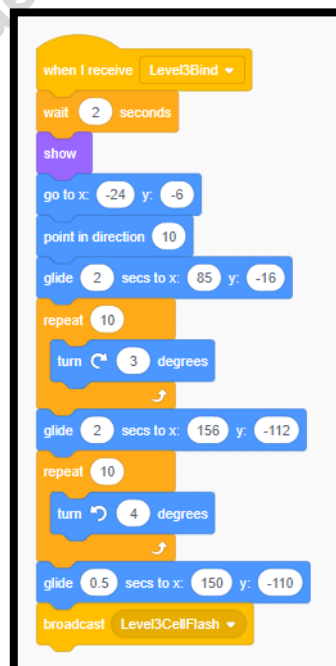 when I receive Level3Bind
wait 2 seconds
show
go to x: -24 y: -6
point in direction 10
glide 2 secs to x: 85 y: -16
repeat 10
turn 3 degrees
glide 2 secs to x: 156 y: -112
repeat 10
turn 4 degrees
glide 0.5 secs to x: 150 y: -110
broadcast Level3CellFlash